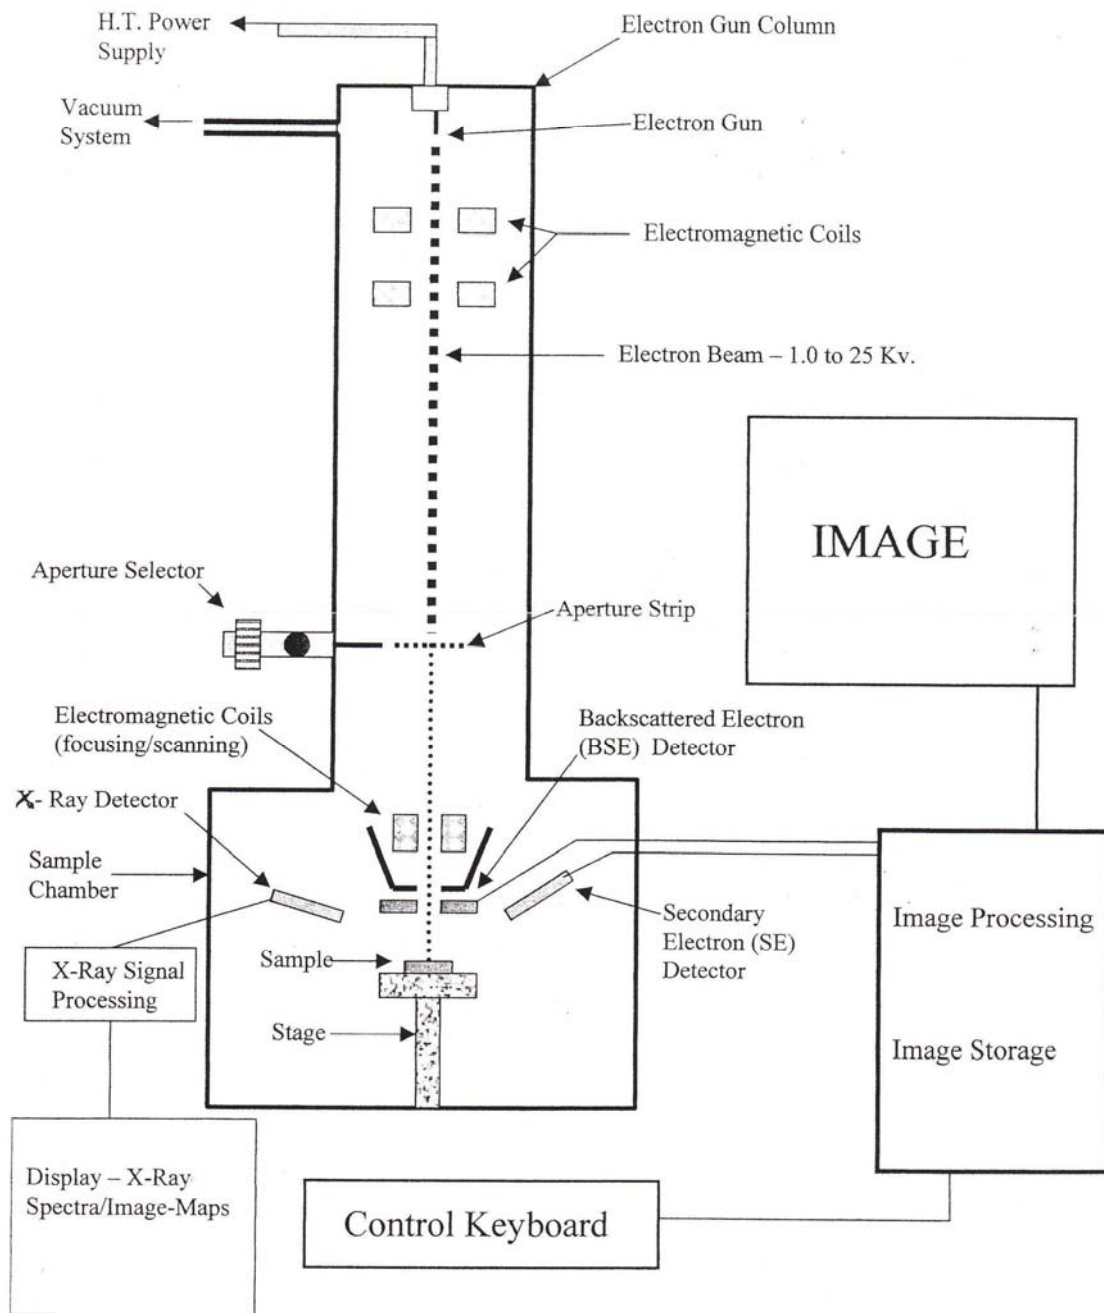 H.T. Power
Supply
Electron Gun Column
Vacuum
System
Electron Gun
Electromagnetic Coils
Electron Beam – 1.0 to 25 Kv.
IMAGE
Aperture Selector
Aperture Strip
Electromagnetic Coils
(focusing/scanning)
Backscattered Electron
(BSE) Detector
X- Ray Detector
Sample
Chamber
Secondary
Electron (SE)
Detector
Image Processing
Image Storage
X-Ray Signal
Processing
Sample
Stage
Display – X-Ray
Spectra/Image-Maps
Control Keyboard